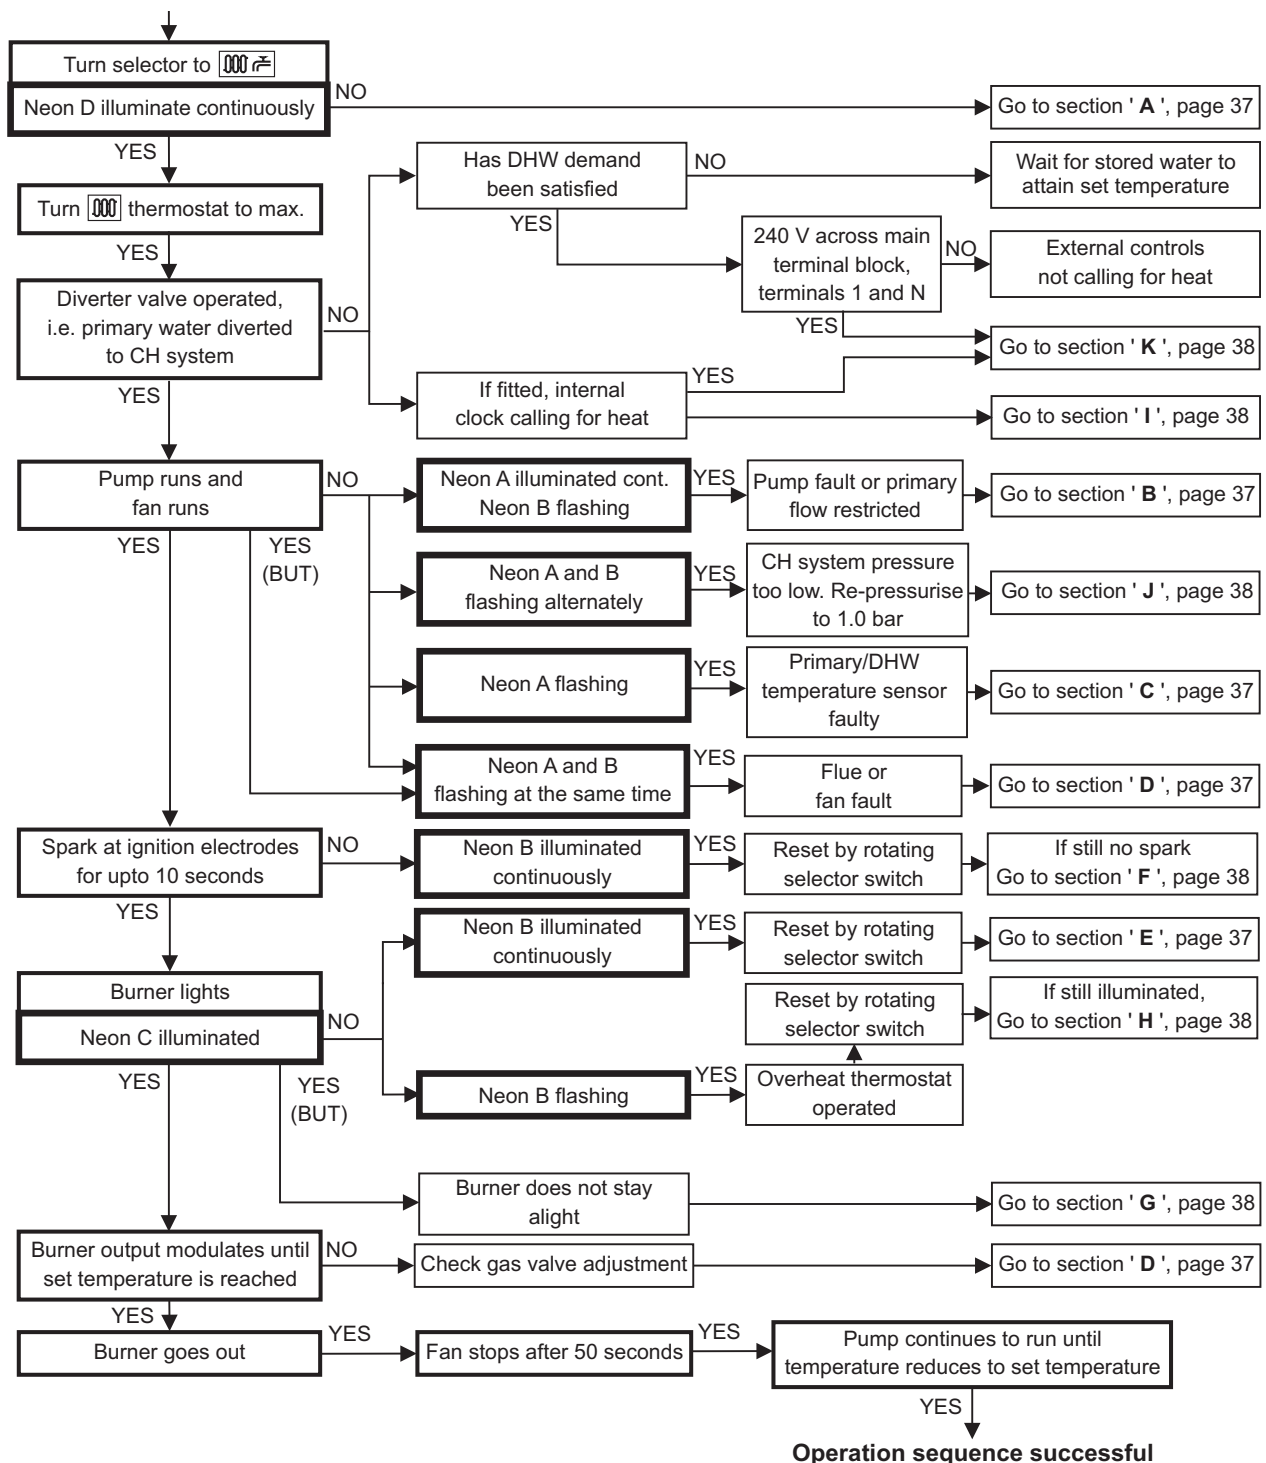 Turn selector to
Neon D illuminate continuously
NO
Go to section ' A ', page 37
YES
Turn thermostat to max.
YES
Has DHW demand
been satisfied
NO
Wait for stored water to
attain set temperature
YES
240 V across main
terminal block,
terminals 1 and N
NO
External controls
not calling for heat
YES
Diverter valve operated,
i.e. primary water diverted
to CH system
NO
Go to section ' K ', page 38
If fitted, internal
clock calling for heat
YES
Go to section ' I ', page 38
YES
Pump runs and
fan runs
NO
Neon A illuminated cont.
Neon B flashing
YES
Pump fault or primary
flow restricted
Go to section ' B ', page 37
YES
YES
(BUT)
Neon A and B
flashing alternately
YES
CH system pressure
too low. Re-pressurise
to 1.0 bar
Go to section ' J ', page 38
Neon A flashing
YES
Primary/DHW
temperature sensor
faulty
Go to section ' C ', page 37
Neon A and B
flashing at the same time
YES
Flue or
fan fault
Go to section ' D ', page 37
Spark at ignition electrodes
for upto 10 seconds
NO
Neon B illuminated
continuously
YES
Reset by rotating
selector switch
If still no spark
Go to section ' F ', page 38
YES
Neon B illuminated
continuously
YES
Reset by rotating
selector switch
Go to section ' E ', page 37
Burner lights
Neon C illuminated
NO
Reset by rotating
selector switch
If still illuminated,
Go to section ' H ', page 38
YES
YES
(BUT)
Neon B flashing
YES
Overheat thermostat
operated
Burner does not stay
alight
Go to section ' G ', page 38
Burner output modulates until
set temperature is reached
NO
Check gas valve adjustment
Go to section ' D ', page 37
YES
Burner goes out
YES
Fan stops after 50 seconds
YES
Pump continues to run until
temperature reduces to set temperature
YES
Operation sequence successful